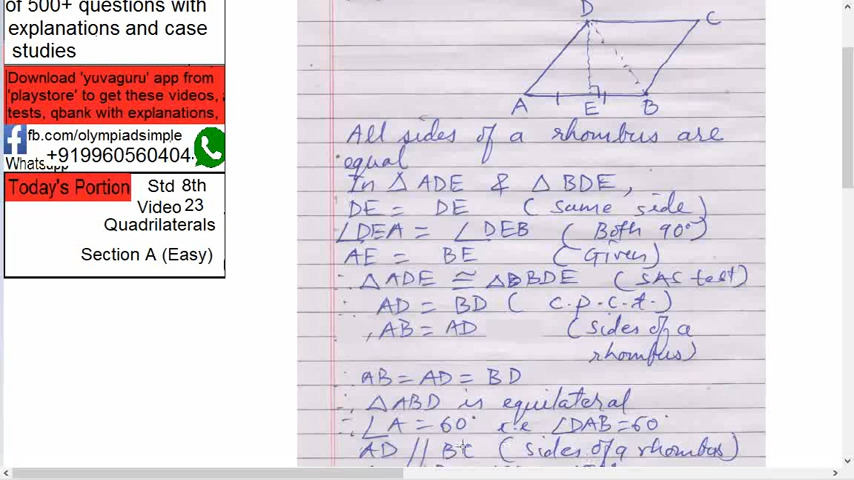 of 500+ questions with
explanations and case
studies
Download 'yuvaguru' app from
'playstore' to get these videos,
tests, qbank with explanations,
fb.com/olympiadsimple
Whatsapp
+919960560404
Today's Portion
Std 8th
Video 23
Quadrilaterals
Section A (Easy)
D
C
A
E
B
All sides of a rhombus are
equal
In △ ADE & △ BDE,
DE = DE (Same side)
∠DEA = ∠DEB (Both 90°)
AE = BE (Given)
∴ △ADE ≅ △BDE (SAS test)
∴ AD = BD (c.p.c.t.)
AB = AD (sides of a
rhombus)
AB = AD = BD
∴ △ABD is equilateral
∴ ∠A = 60° i.e ∠DAB = 60°
AD // BC (sides of a rhombus)